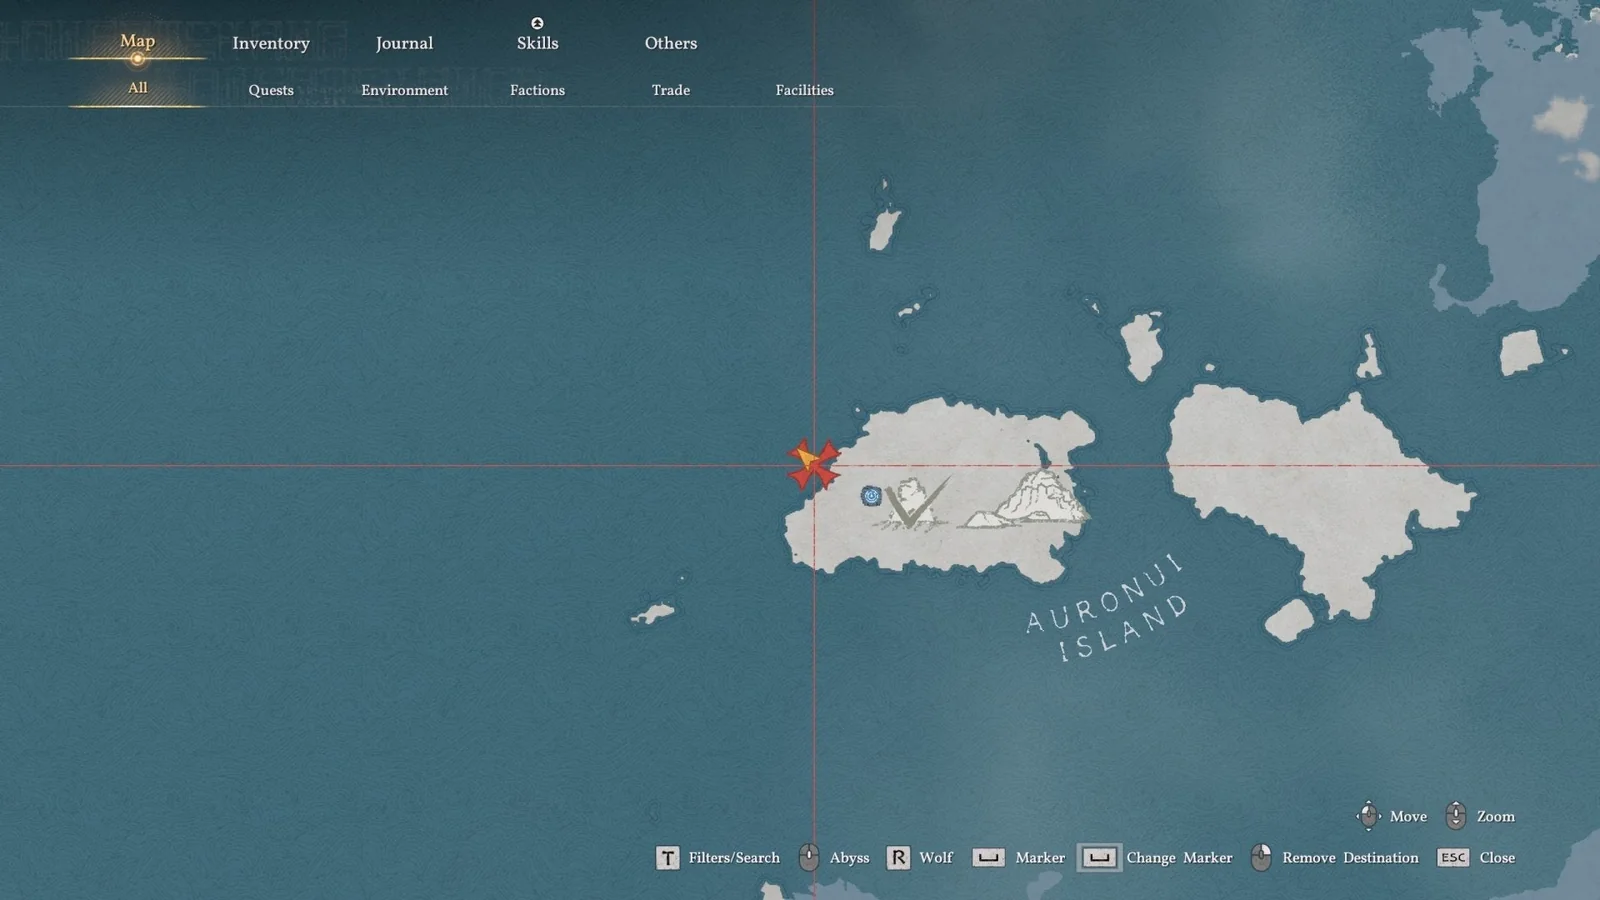 Map
Inventory
Journal
Skills
Others
All
Quests
Environment
Factions
Trade
Facilities
AURONUI
ISLAND
Move
Zoom
T Filters/Search
Abyss
R Wolf
Marker
Change Marker
Remove Destination
ESC Close